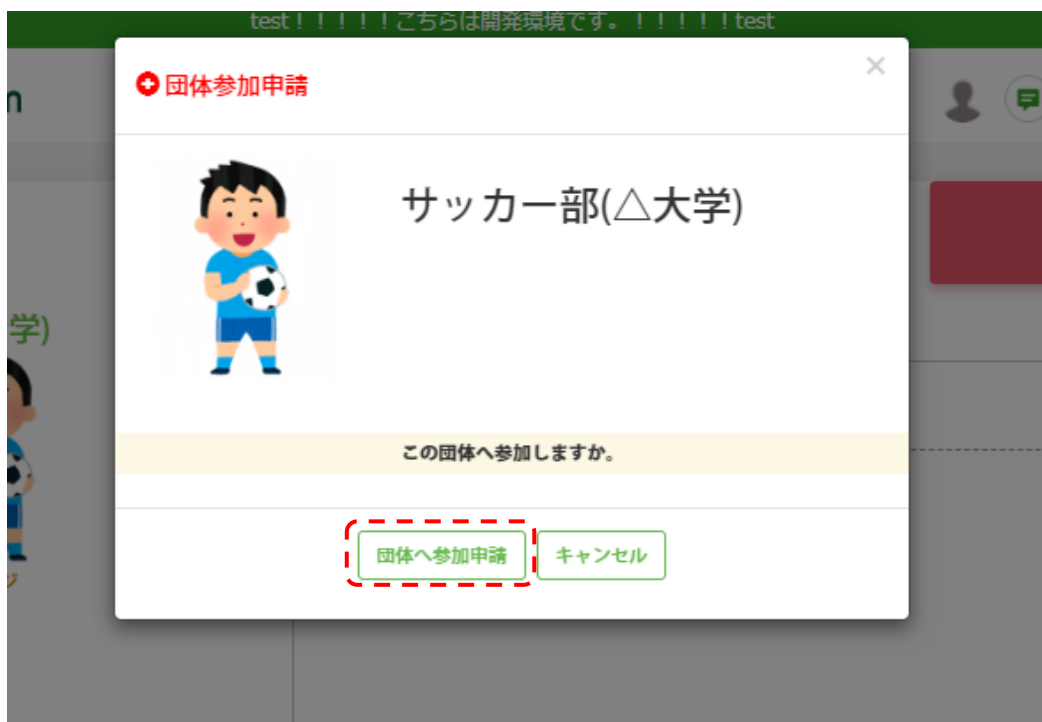 test！！！！！こちらは開発環境です。！！！！！test
団体参加申請
サッカー部(△大学)
学)
この団体へ参加しますか。
団体へ参加申請
キャンセル